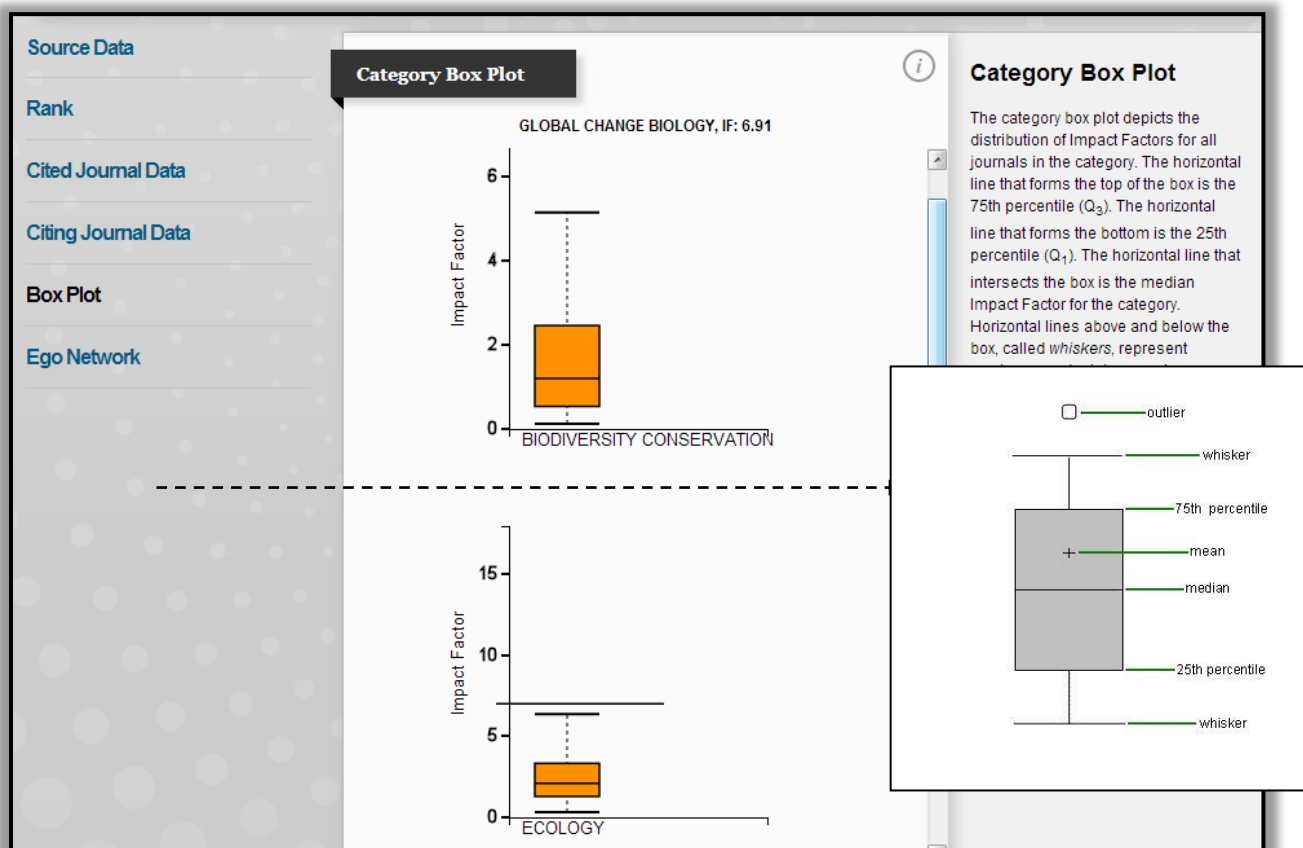 Source Data
Rank
Cited Journal Data
Citing Journal Data
Box Plot
Ego Network
Category Box Plot
i
GLOBAL CHANGE BIOLOGY, IF: 6.91
Impact Factor
6
4
2
0
BIODIVERSITY CONSERVATION
Impact Factor
15
10
5
0
ECOLOGY
Category Box Plot
The category box plot depicts the
distribution of Impact Factors for all
journals in the category. The horizontal
line that forms the top of the box is the
75th percentile (Q3). The horizontal
line that forms the bottom is the 25th
percentile (Q1). The horizontal line that
intersects the box is the median
Impact Factor for the category.
Horizontal lines above and below the
box, called whiskers, represent
outlier
whisker
75th percentile
mean
median
25th percentile
whisker